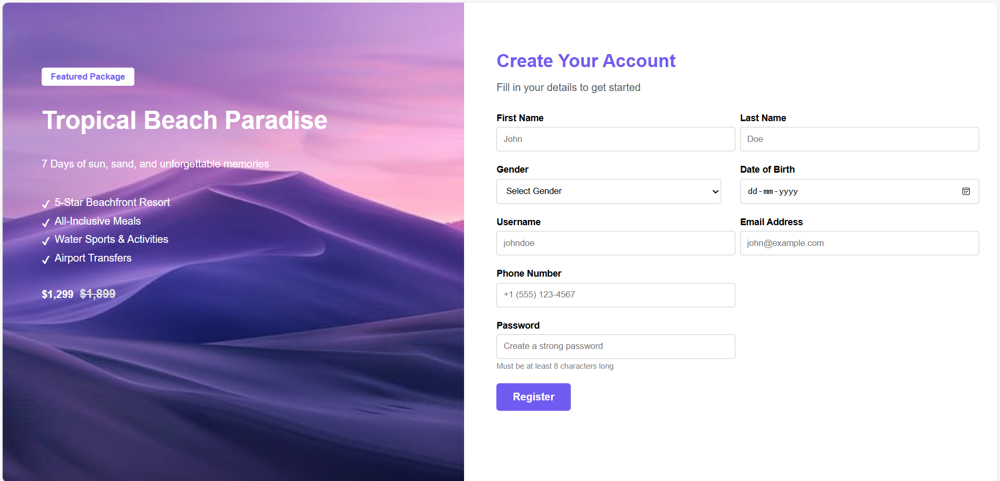 Featured Package
Tropical Beach Paradise
7 Days of sun, sand, and unforgettable memories
✓ 5-Star Beachfront Resort
✓ All-Inclusive Meals
✓ Water Sports & Activities
✓ Airport Transfers
$1,299 $1,899
Create Your Account
Fill in your details to get started
First Name
John
Last Name
Doe
Gender
Select Gender
Date of Birth
dd-mm-yyyy
Username
johndoe
Email Address
john@example.com
Phone Number
+1 (555) 123-4567
Password
Create a strong password
Must be at least 8 characters long
Register